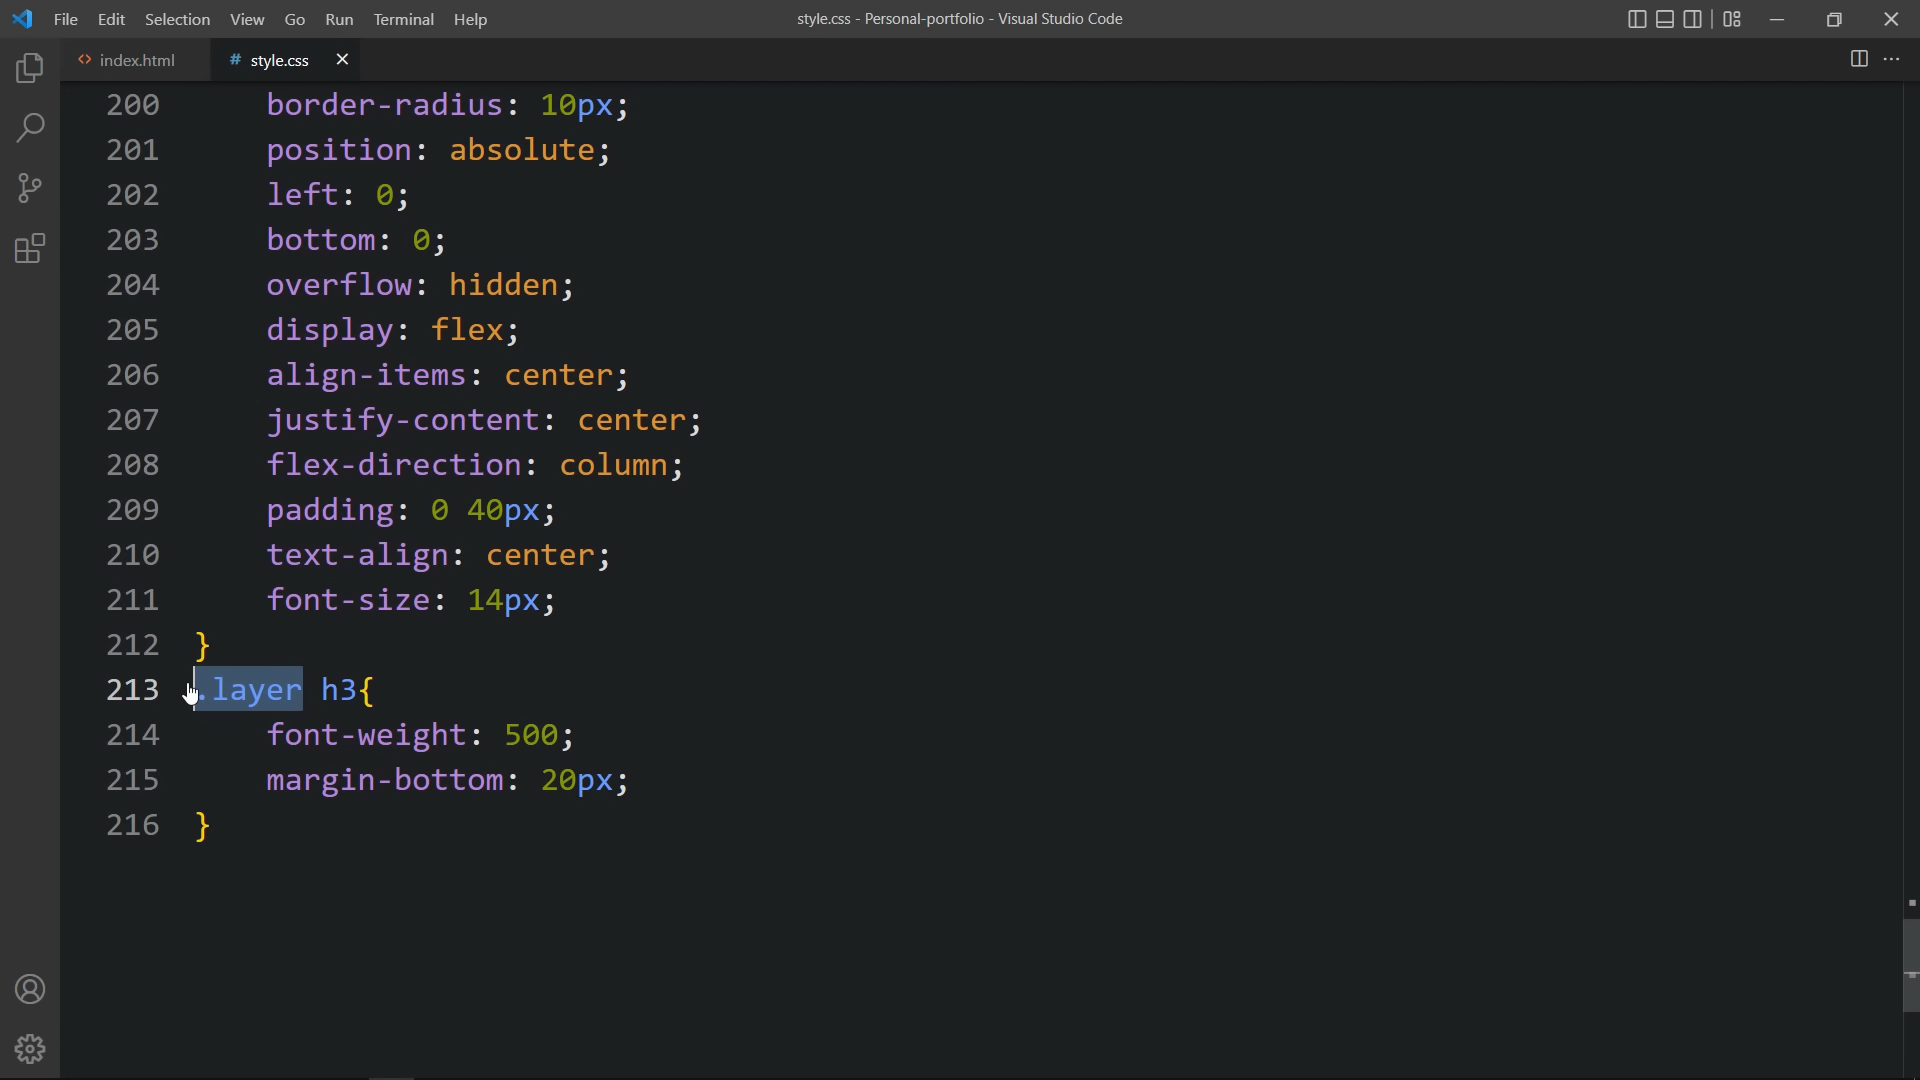 File Edit Selection View Go Run Terminal Help
style.css - Personal-portfolio - Visual Studio Code
<> index.html
# style.css
200 border-radius: 10px;
201 position: absolute;
202 left: 0;
203 bottom: 0;
204 overflow: hidden;
205 display: flex;
206 align-items: center;
207 justify-content: center;
208 flex-direction: column;
209 padding: 0 40px;
210 text-align: center;
211 font-size: 14px;
212 }
213 .layer h3{
214 font-weight: 500;
215 margin-bottom: 20px;
216 }